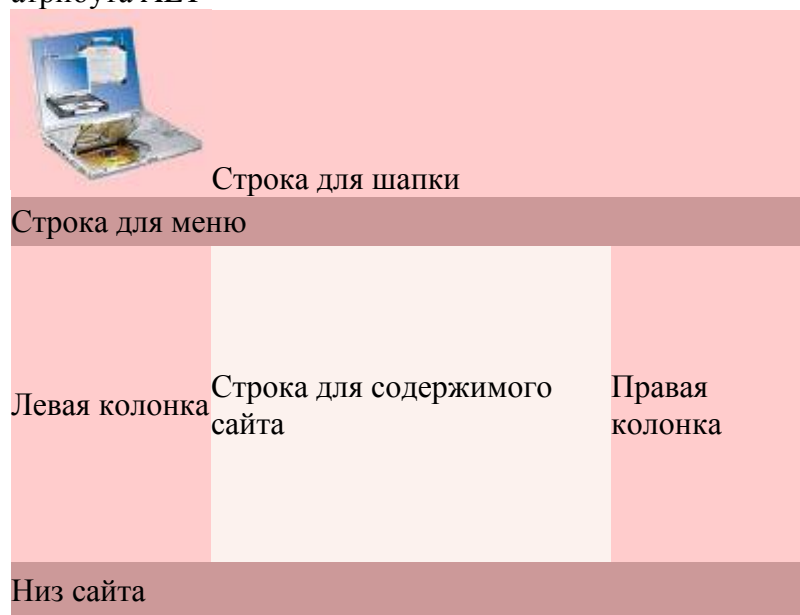 атрибута ALT
Строка для шапки
Строка для меню
Левая колонка
Строка для содержимого
сайта
Правая
колонка
Низ сайта